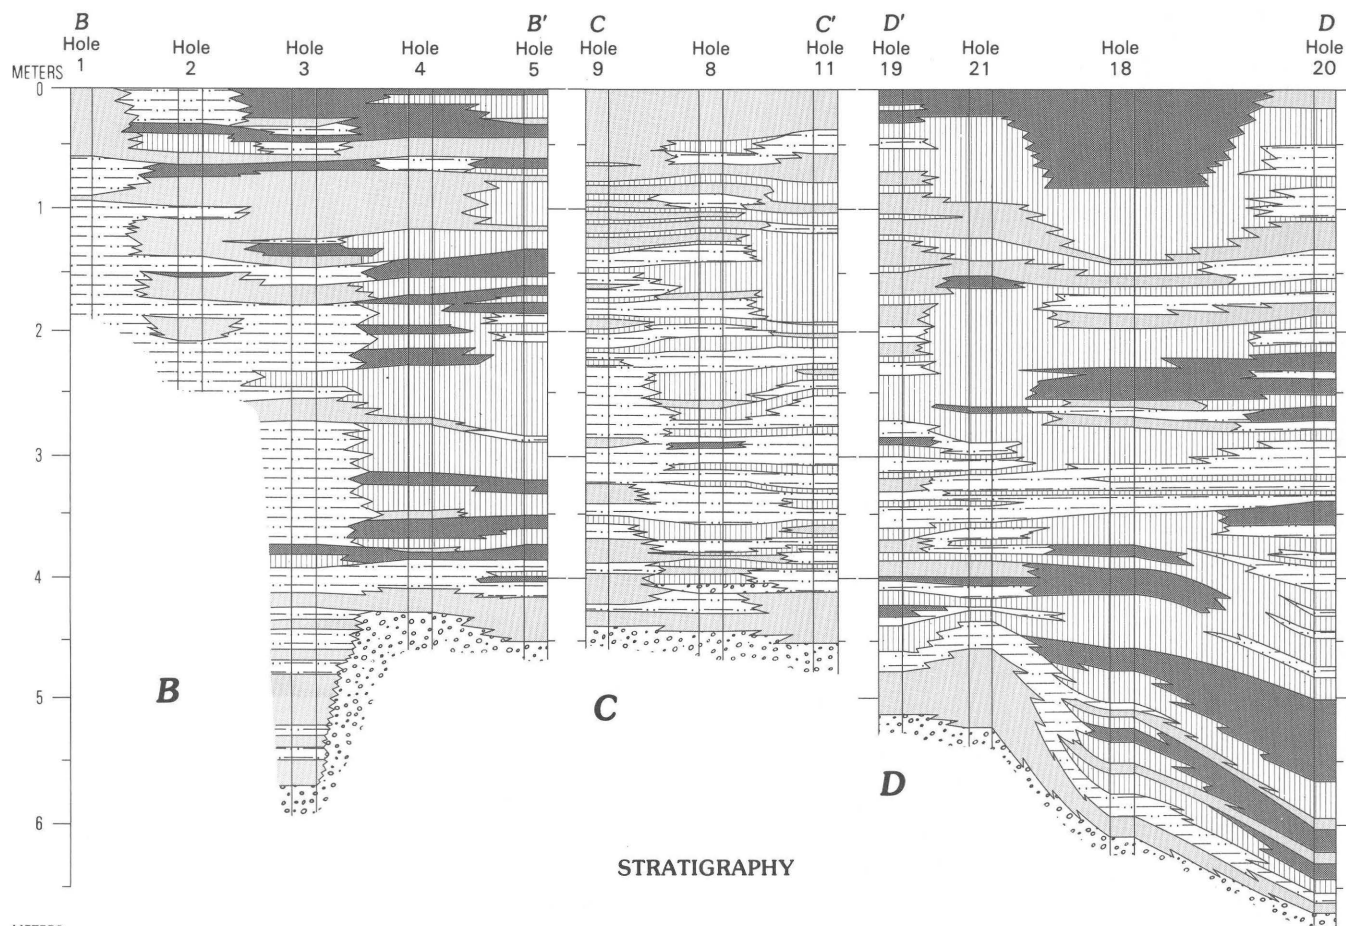 B B' C C' D' D
Hole Hole Hole Hole Hole Hole Hole Hole Hole Hole Hole Hole
METERS 1 2 3 4 5 9 8 11 19 21 18 20
0
1
2
3
4
B
5
C
D
6
STRATIGRAPHY